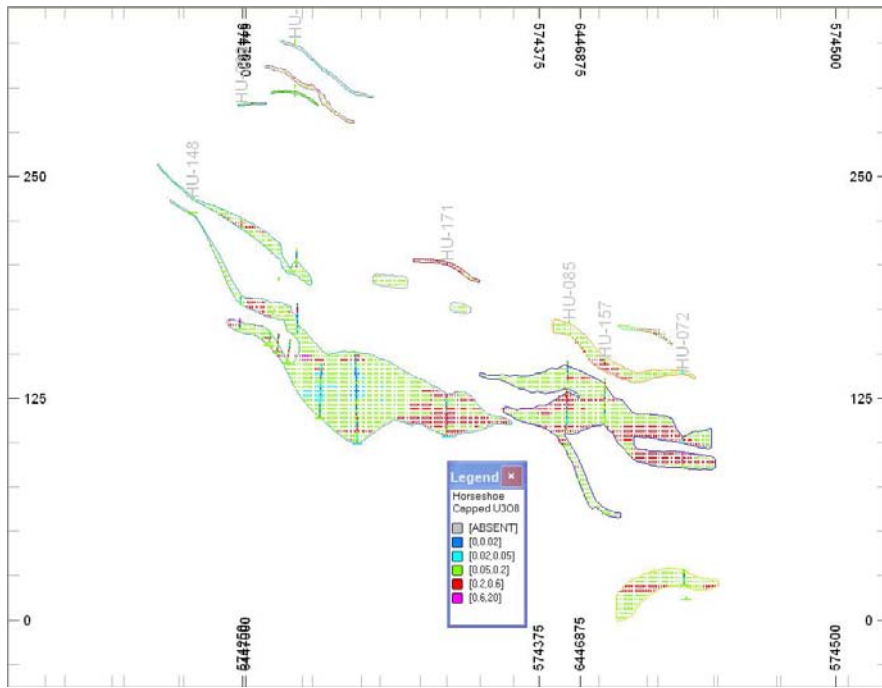 HU-
574375
6446875
574500
HU-148
250
250
HU-171
HU-085
HU-157
HU-072
125
125
Legend
Horseshoe
Capped U3O8
[ABSENT]
[0,0.02]
[0.02,0.05]
[0.05,0.2]
[0.2,0.6]
[0.6,20]
0
0
6447000
574375
6446875
574500